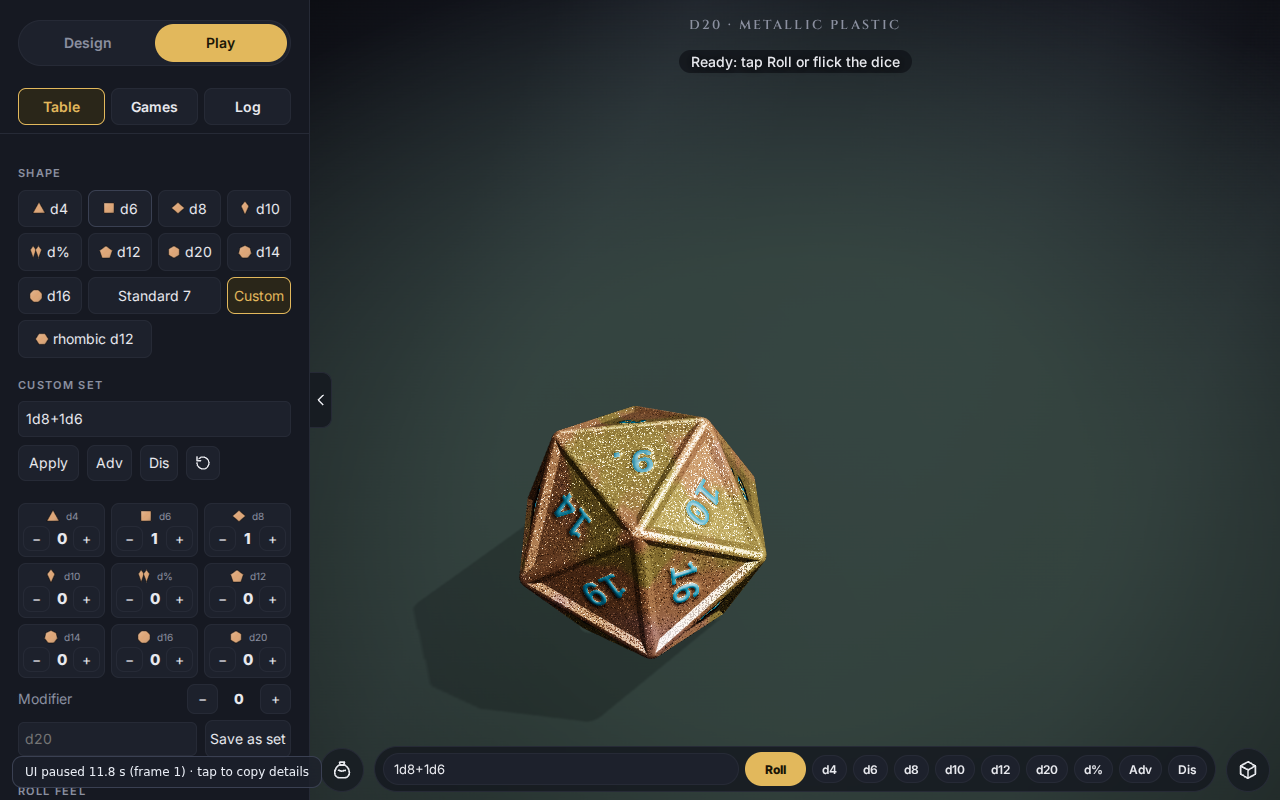 Design
Play
Table
Games
Log
SHAPE
d4
d6
d8
d10
d%
d12
d20
d14
d16
Standard 7
Custom
rhombic d12
CUSTOM SET
1d8+1d6
Apply
Adv
Dis
d4
d6
d8
− 0 +
− 1 +
− 1 +
d10
d%
d12
− 0 +
− 0 +
− 0 +
d14
d16
d20
− 0 +
− 0 +
− 0 +
Modifier
− 0 +
d20
Save as set
UI paused 11.8 s (frame 1) · tap to copy details
ROLL FEEL
D20 · METALLIC PLASTIC
Ready: tap Roll or flick the dice
9.
10
14
19
16
1d8+1d6
Roll
d4
d6
d8
d10
d12
d20
d%
Adv
Dis